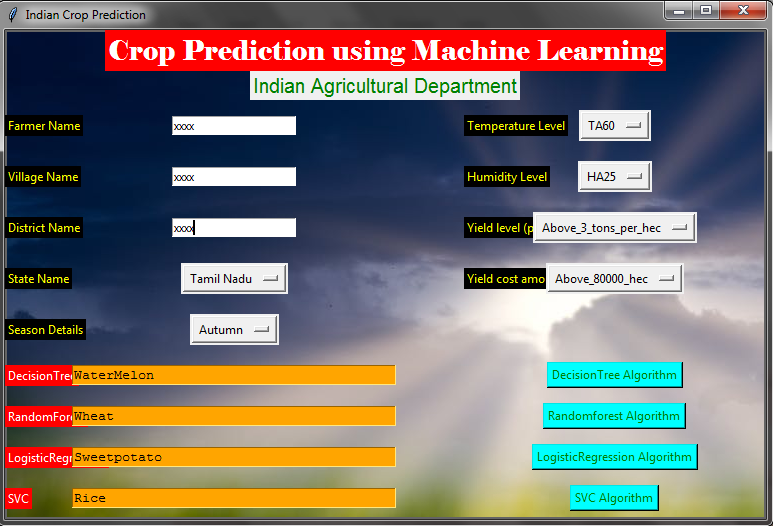 Indian Crop Prediction
Crop Prediction using Machine Learning
Indian Agricultural Department
Farmer Name xxxx Temperature Level TA60
Village Name xxxx Humidity Level HA25
District Name xxxx Yield level (p Above_3_tons_per_hec
State Name Tamil Nadu Yield cost amo Above_80000_hec
Season Details Autumn
DecisionTre WaterMelon DecisionTree Algorithm
RandomFor Wheat Randomforest Algorithm
LogisticRegr Sweetpotato LogisticRegression Algorithm
SVC Rice SVC Algorithm